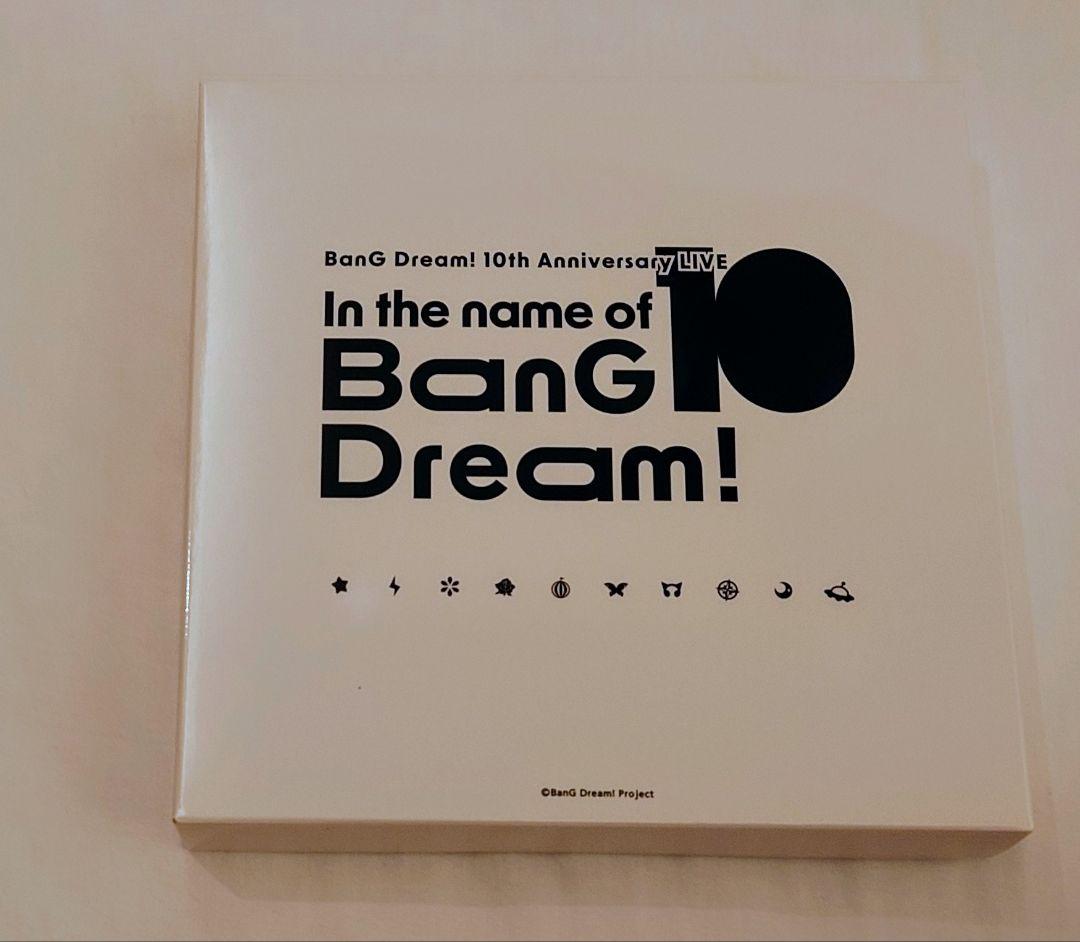 BanG Dream! 10th Anniversary LIVE
In the name of
BanG 10
Dream!
©BanG Dream! Project